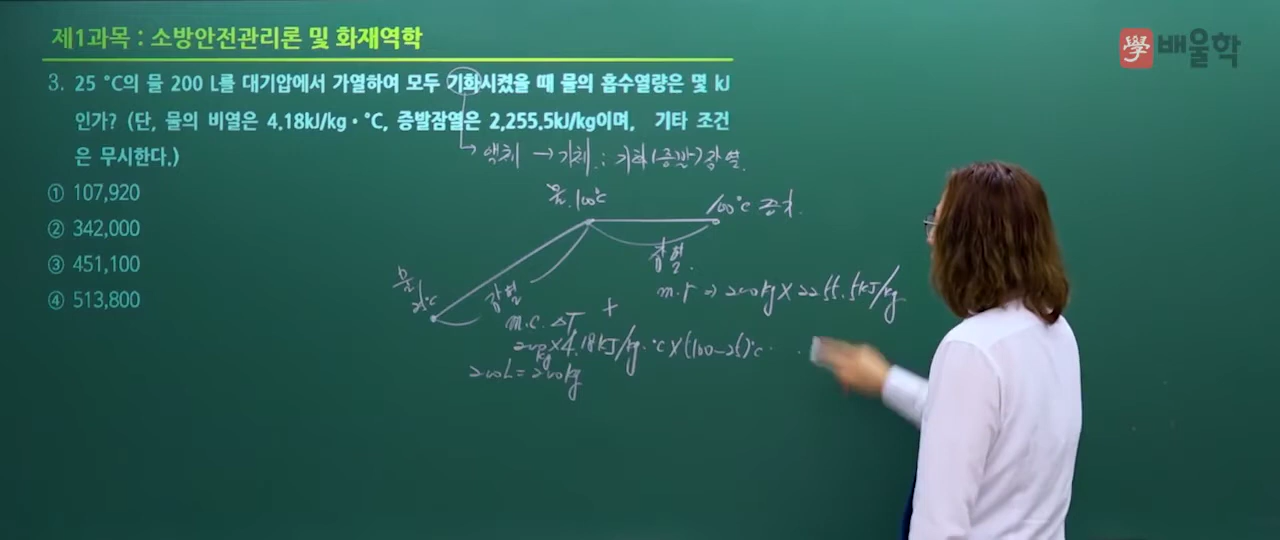 제1과목 : 소방안전관리론 및 화재역학
學 배울학
3. 25 °C의 물 200 L를 대기압에서 가열하여 모두 기화시켰을 때 물의 흡수열량은 몇 kJ
인가? (단, 물의 비열은 4.18kJ/kg·°C, 증발잠열은 2,255.5kJ/kg이며, 기타 조건
은 무시한다.)
액체 → 기체 : 기화(증발)잠열.
① 107,920
② 342,000
③ 451,100
④ 513,800
물.100℃
100℃ 증기.
잠열.
물
25℃
감열
m.r ⇒ 200kg × 2255.5kJ/kg
m.c. ΔT +
200kg × 4.18kJ/kg·℃ × (100-25)℃
200L = 200kg